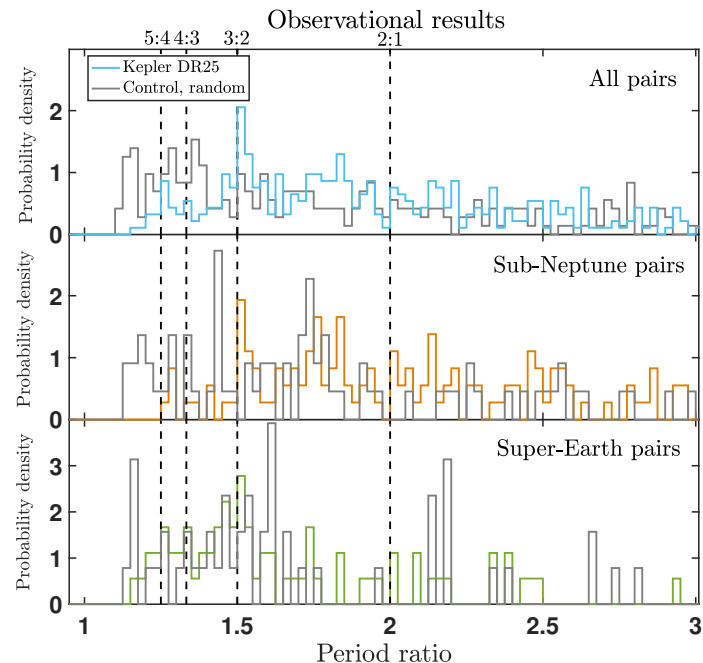 Observational results
5:4 4:3 3:2 2:1
Kepler DR25
Control, random
All pairs
Probability density
2
1
0
Sub-Neptune pairs
Probability density
2
1
0
Super-Earth pairs
Probability density
3
2
1
0
1 1.5 2 2.5 3
Period ratio